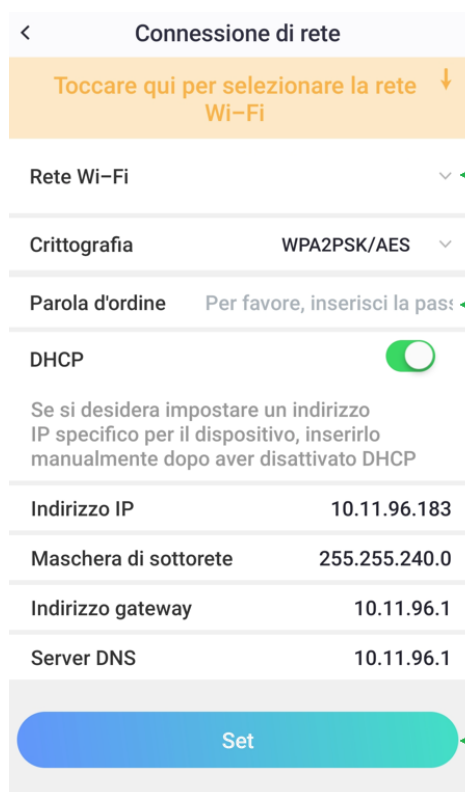 Connessione di rete
Toccare qui per selezionare la rete
Wi-Fi
Rete Wi-Fi
Crittografia WPA2PSK/AES
Parola d'ordine Per favore, inserisci la pass
DHCP
Se si desidera impostare un indirizzo
IP specifico per il dispositivo, inserirlo
manualmente dopo aver disattivato DHCP
Indirizzo IP 10.11.96.183
Maschera di sottorete 255.255.240.0
Indirizzo gateway 10.11.96.1
Server DNS 10.11.96.1
Set